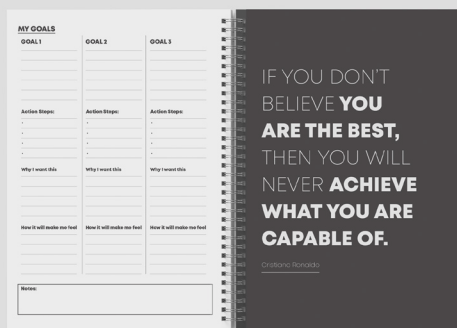 MY GOALS
GOAL 1 GOAL 2 GOAL 3
Action Steps: Action Steps: Action Steps:
Why I want this Why I want this Why I want this
How it will make me feel How it will make me feel How it will make me feel
Notes:
IF YOU DON'T
BELIEVE YOU
ARE THE BEST,
THEN YOU WILL
NEVER ACHIEVE
WHAT YOU ARE
CAPABLE OF.
Cristiano Ronaldo